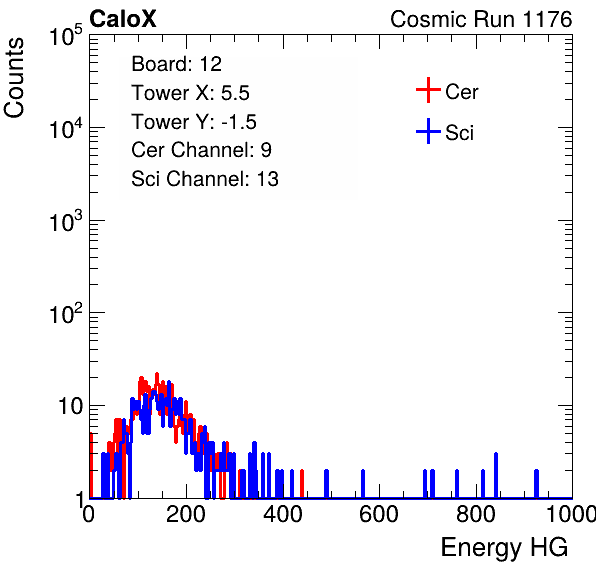 CaloX Cosmic Run 1176
Counts
Board: 12
Tower X: 5.5
Tower Y: -1.5
Cer Channel: 9
Sci Channel: 13
Cer
Sci
10^5
10^4
10^3
10^2
10
1
0 200 400 600 800 1000
Energy HG